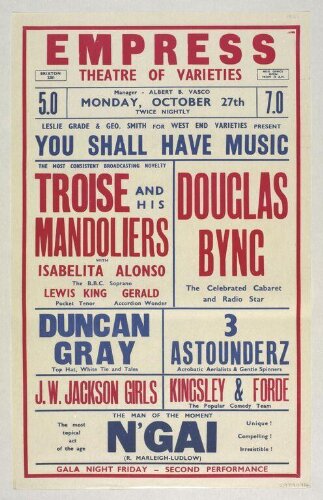 EMPRESS
THEATRE OF VARIETIES
BRIXTON
Manager - ALBERT B. VASCO
5.0 MONDAY, OCTOBER 27th 7.0
TWICE NIGHTLY
LESLIE GRADE & GEO. SMITH FOR WEST END VARIETIES PRESENT
YOU SHALL HAVE MUSIC
THE MOST CONSISTENT BROADCASTING NOVELTY
TROISE AND HIS
MANDOLIERS
WITH
ISABELITA ALONSO
The B.B.C. Soprano
LEWIS KING GERALD
Pocket Tenor Accordion Wonder
DOUGLAS
BYNG
The Celebrated Cabaret
and Radio Star
DUNCAN
GRAY
Top Hat, White Tie and Tales
3
ASTOUNDERZ
Acrobatic Aerialists & Gentle Spinners
J.W. JACKSON GIRLS
KINGSLEY & FORDE
The Popular Comedy Team
THE MAN OF THE MOMENT
The most
topical
act
of the age
N'GAI
(R. MARLEIGH-LUDLOW)
Unique!
Compelling!
Irresistible!
GALA NIGHT FRIDAY - SECOND PERFORMANCE